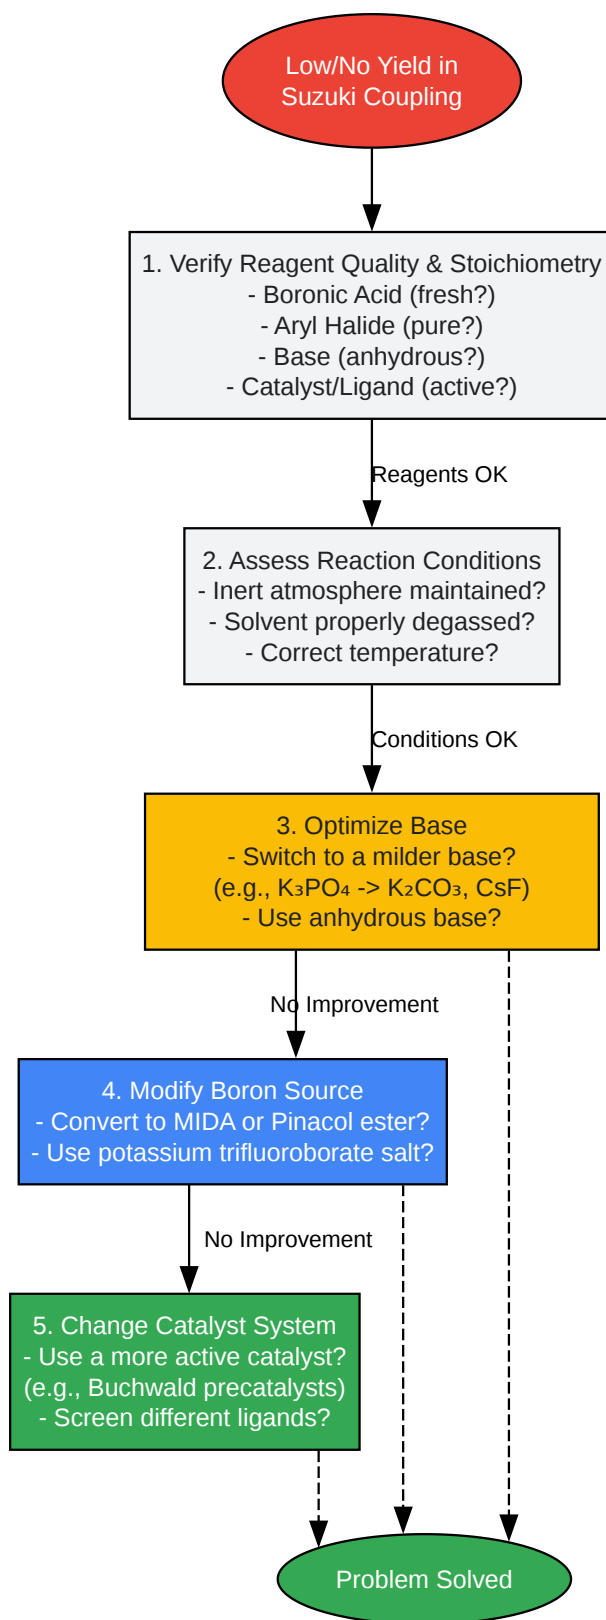 Low/No Yield in
Suzuki Coupling
1. Verify Reagent Quality & Stoichiometry
- Boronic Acid (fresh?)
- Aryl Halide (pure?)
- Base (anhydrous?)
- Catalyst/Ligand (active?)
Reagents OK
2. Assess Reaction Conditions
- Inert atmosphere maintained?
- Solvent properly degassed?
- Correct temperature?
Conditions OK
3. Optimize Base
- Switch to a milder base?
(e.g., K₃PO₄ -> K₂CO₃, CsF)
- Use anhydrous base?
No Improvement
4. Modify Boron Source
- Convert to MIDA or Pinacol ester?
- Use potassium trifluoroborate salt?
No Improvement
5. Change Catalyst System
- Use a more active catalyst?
(e.g., Buchwald precatalysts)
- Screen different ligands?
Problem Solved